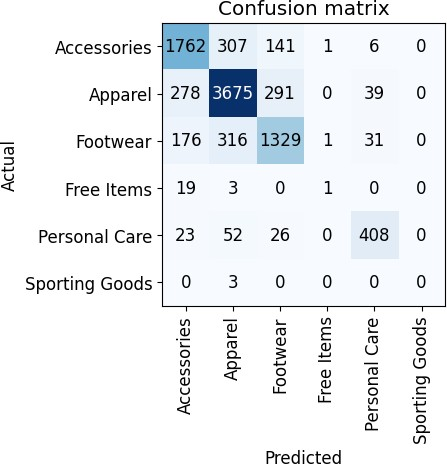 Confusion matrix
Actual
Accessories 1762 307 141 1 6 0
Apparel 278 3675 291 0 39 0
Footwear 176 316 1329 1 31 0
Free Items 19 3 0 1 0 0
Personal Care 23 52 26 0 408 0
Sporting Goods 0 3 0 0 0 0
Accessories Apparel Footwear Free Items Personal Care Sporting Goods
Predicted